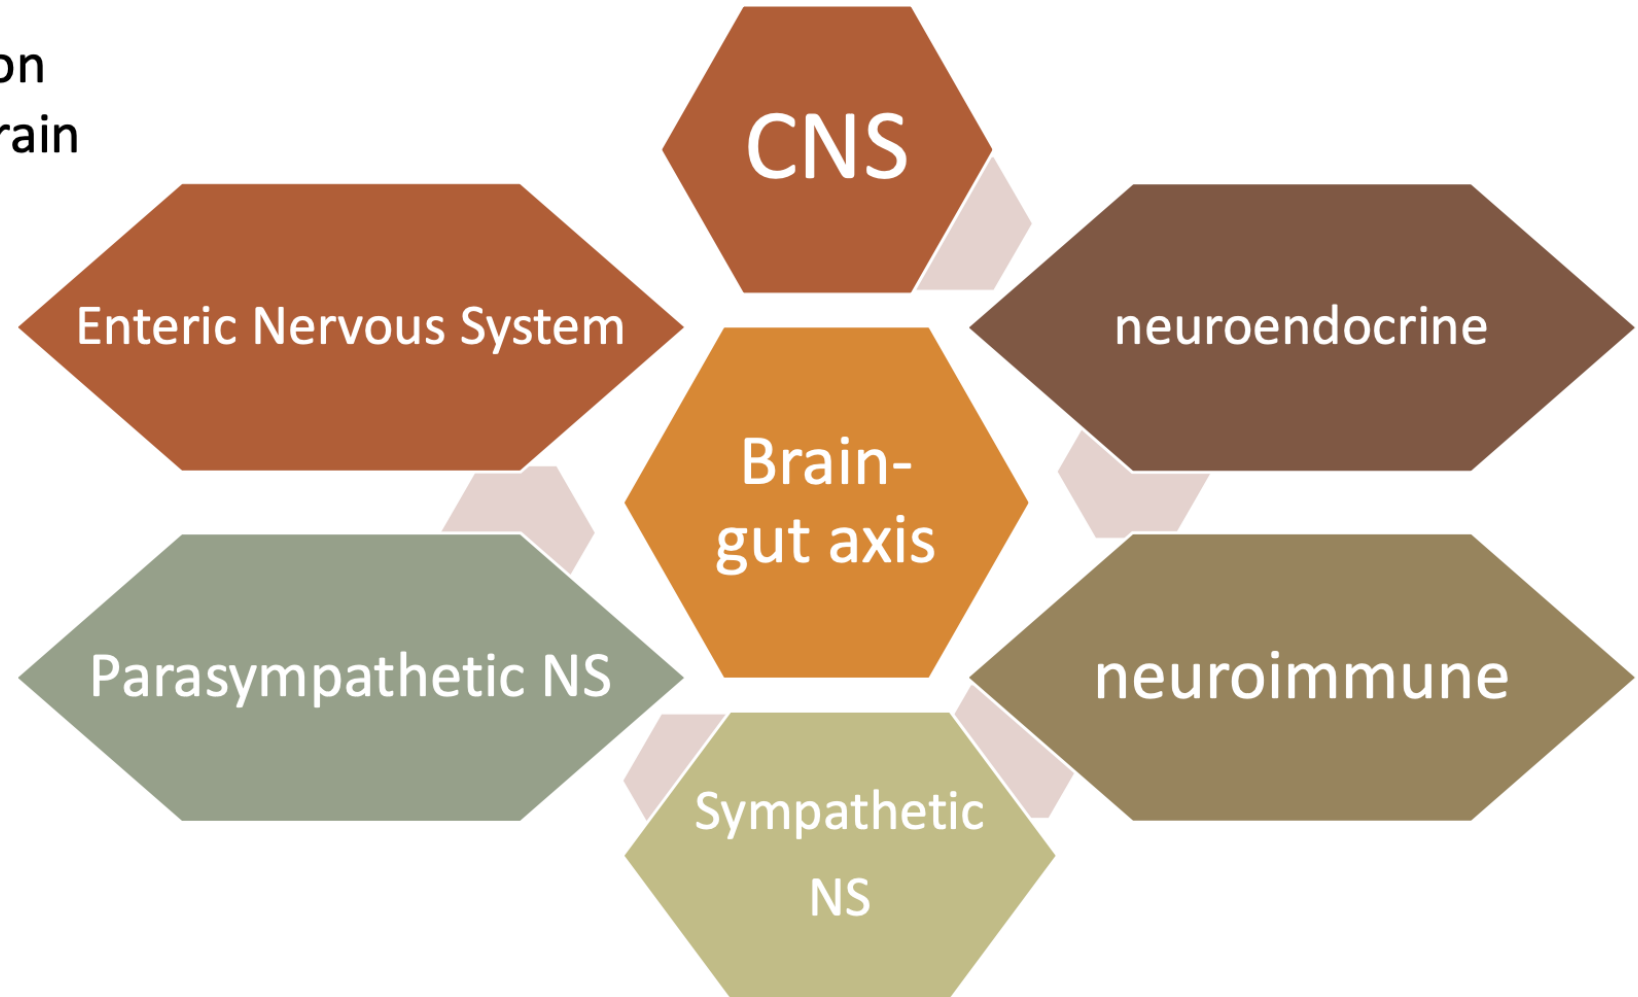 on
rain
CNS
Enteric Nervous System
neuroendocrine
Brain-
gut axis
Parasympathetic NS
neuroimmune
Sympathetic
NS